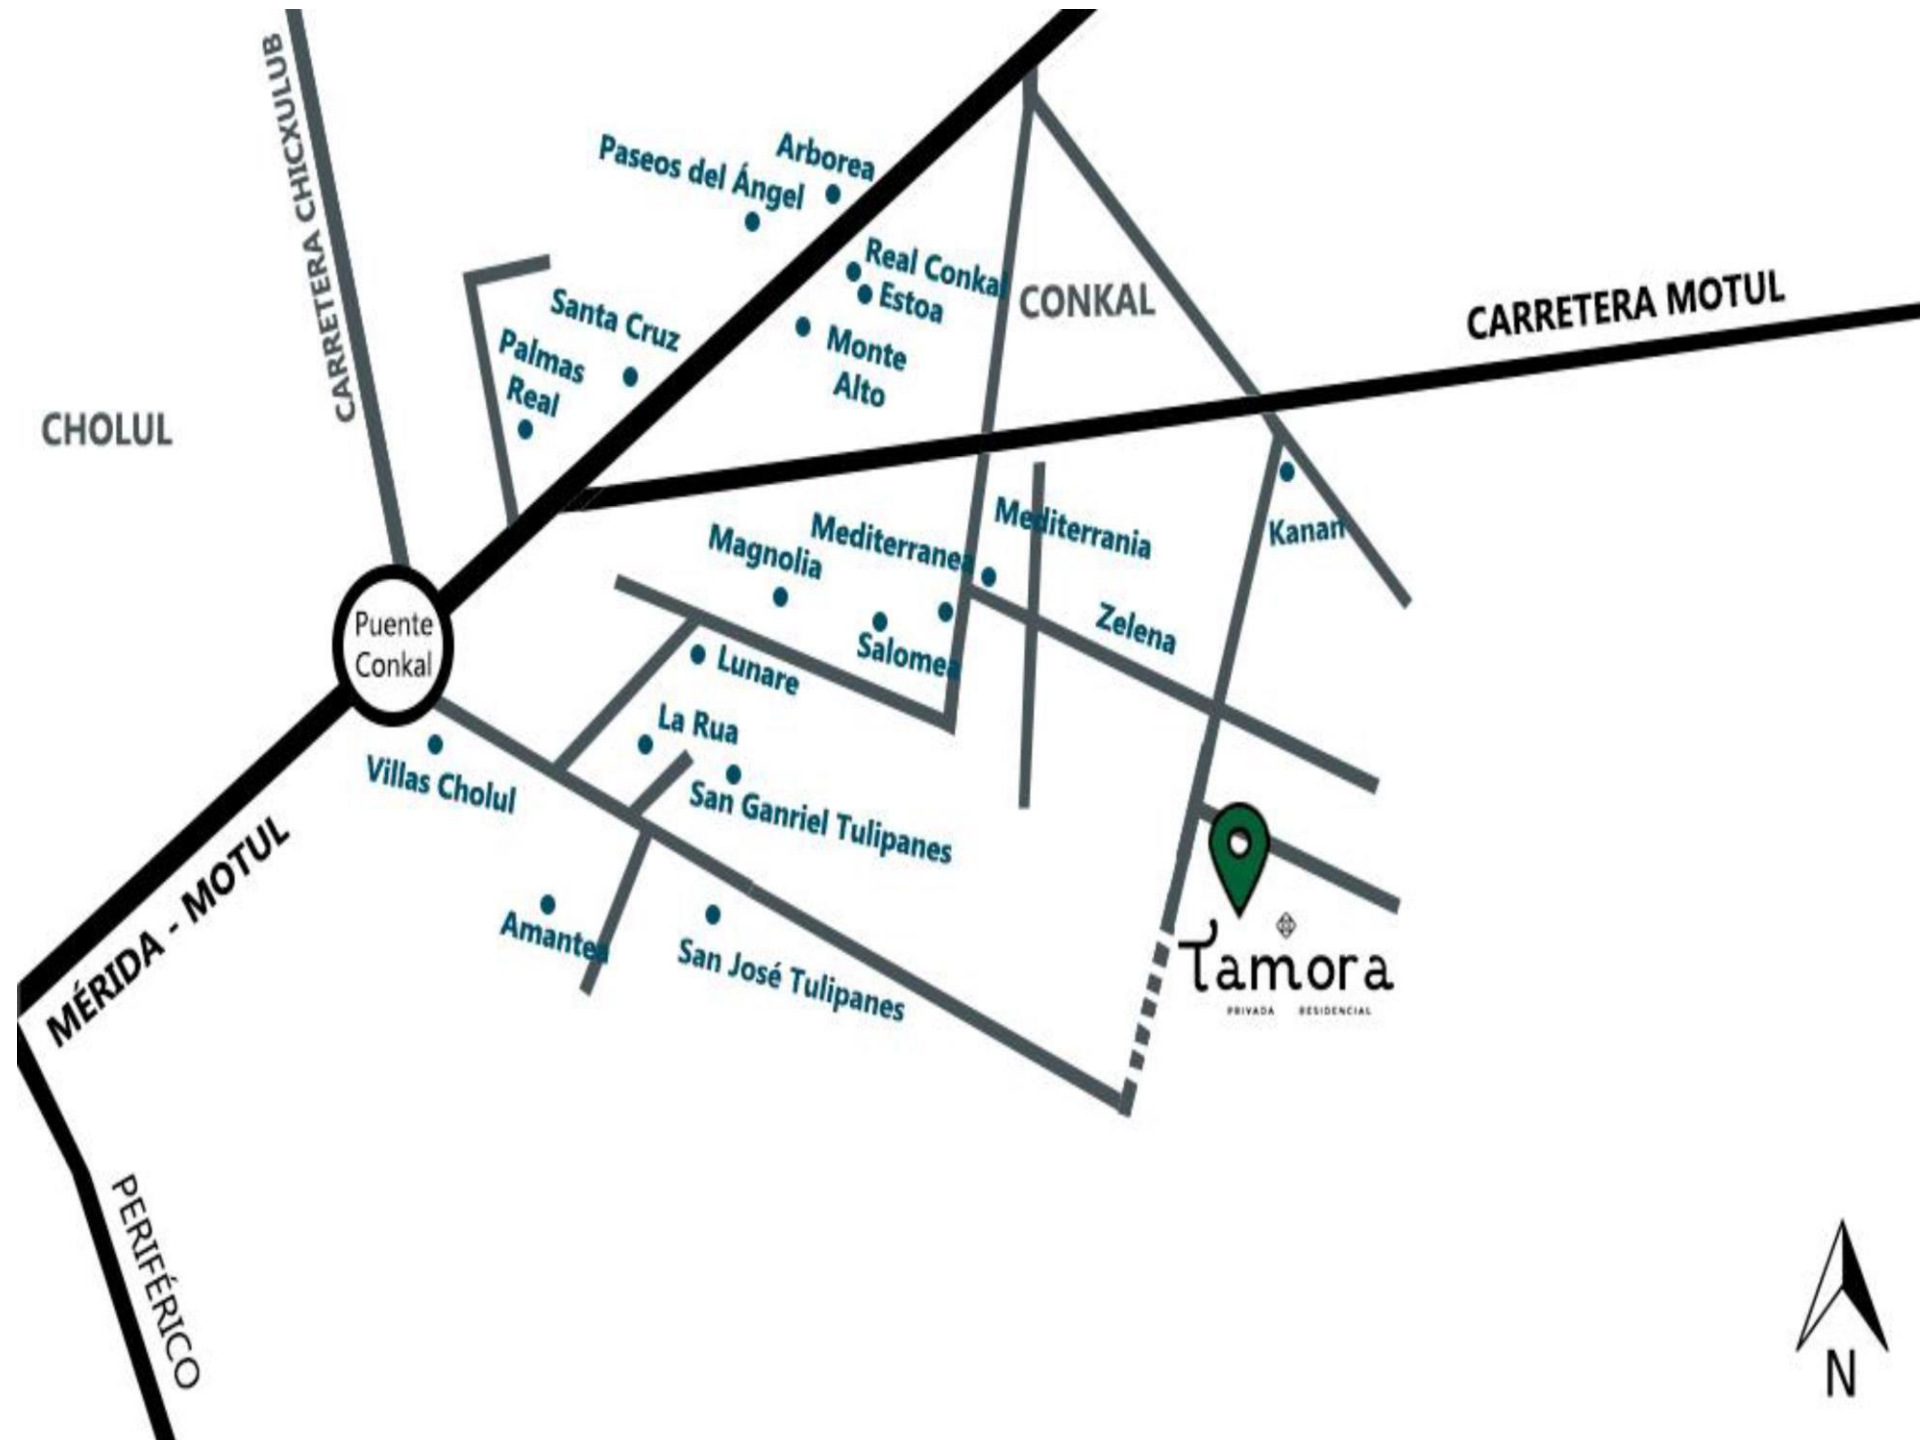 CARRETERA CHICXULUB
Arborea
Paseos del Ángel
Real Conkal
Estoa
CONKAL
CARRETERA MOTUL
Santa Cruz
Palmas
Real
Monte
Alto
CHOLUL
Mediterrania
Mediterranea
Magnolia
Kanan
Zelena
Puente
Conkal
Salomea
Lunare
La Rua
Villas Cholul
San Ganriel Tulipanes
MÉRIDA - MOTUL
Amantea
San José Tulipanes
Tamora
PRIVADA RESIDENCIAL
PERIFÉRICO
N